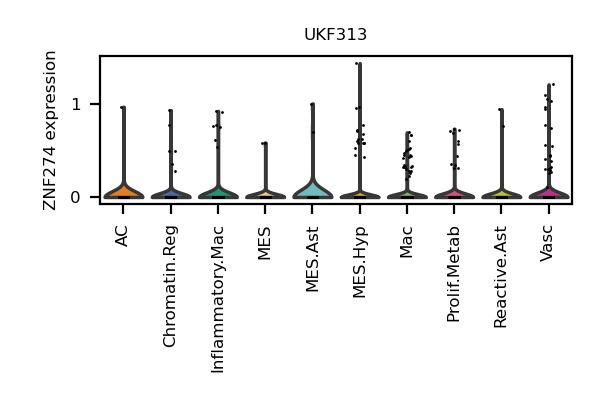 UKF313
ZNF274 expression
1
0
AC
Chromatin.Reg
Inflammatory.Mac
MES
MES.Ast
MES.Hyp
Mac
Prolif.Metab
Reactive.Ast
Vasc